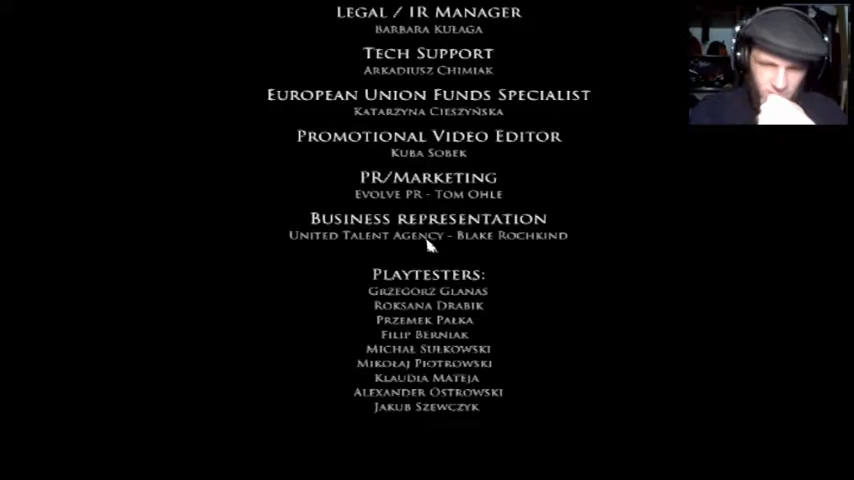 Legal / IR Manager
Barbara Kułaga
Tech Support
Arkadiusz Chimiak
European Union Funds Specialist
Katarzyna Cieszyńska
Promotional Video Editor
Kuba Sobek
PR/Marketing
Evolve PR - Tom Ohle
Business representation
United Talent Agency - Blake Rochkind
Playtesters:
Grzegorz Glanas
Roksana Drabik
Przemek Pałka
Filip Berniak
Michał Sułkowski
Mikołaj Piotrowski
Klaudia Mateja
Alexander Ostrowski
Jakub Szewczyk